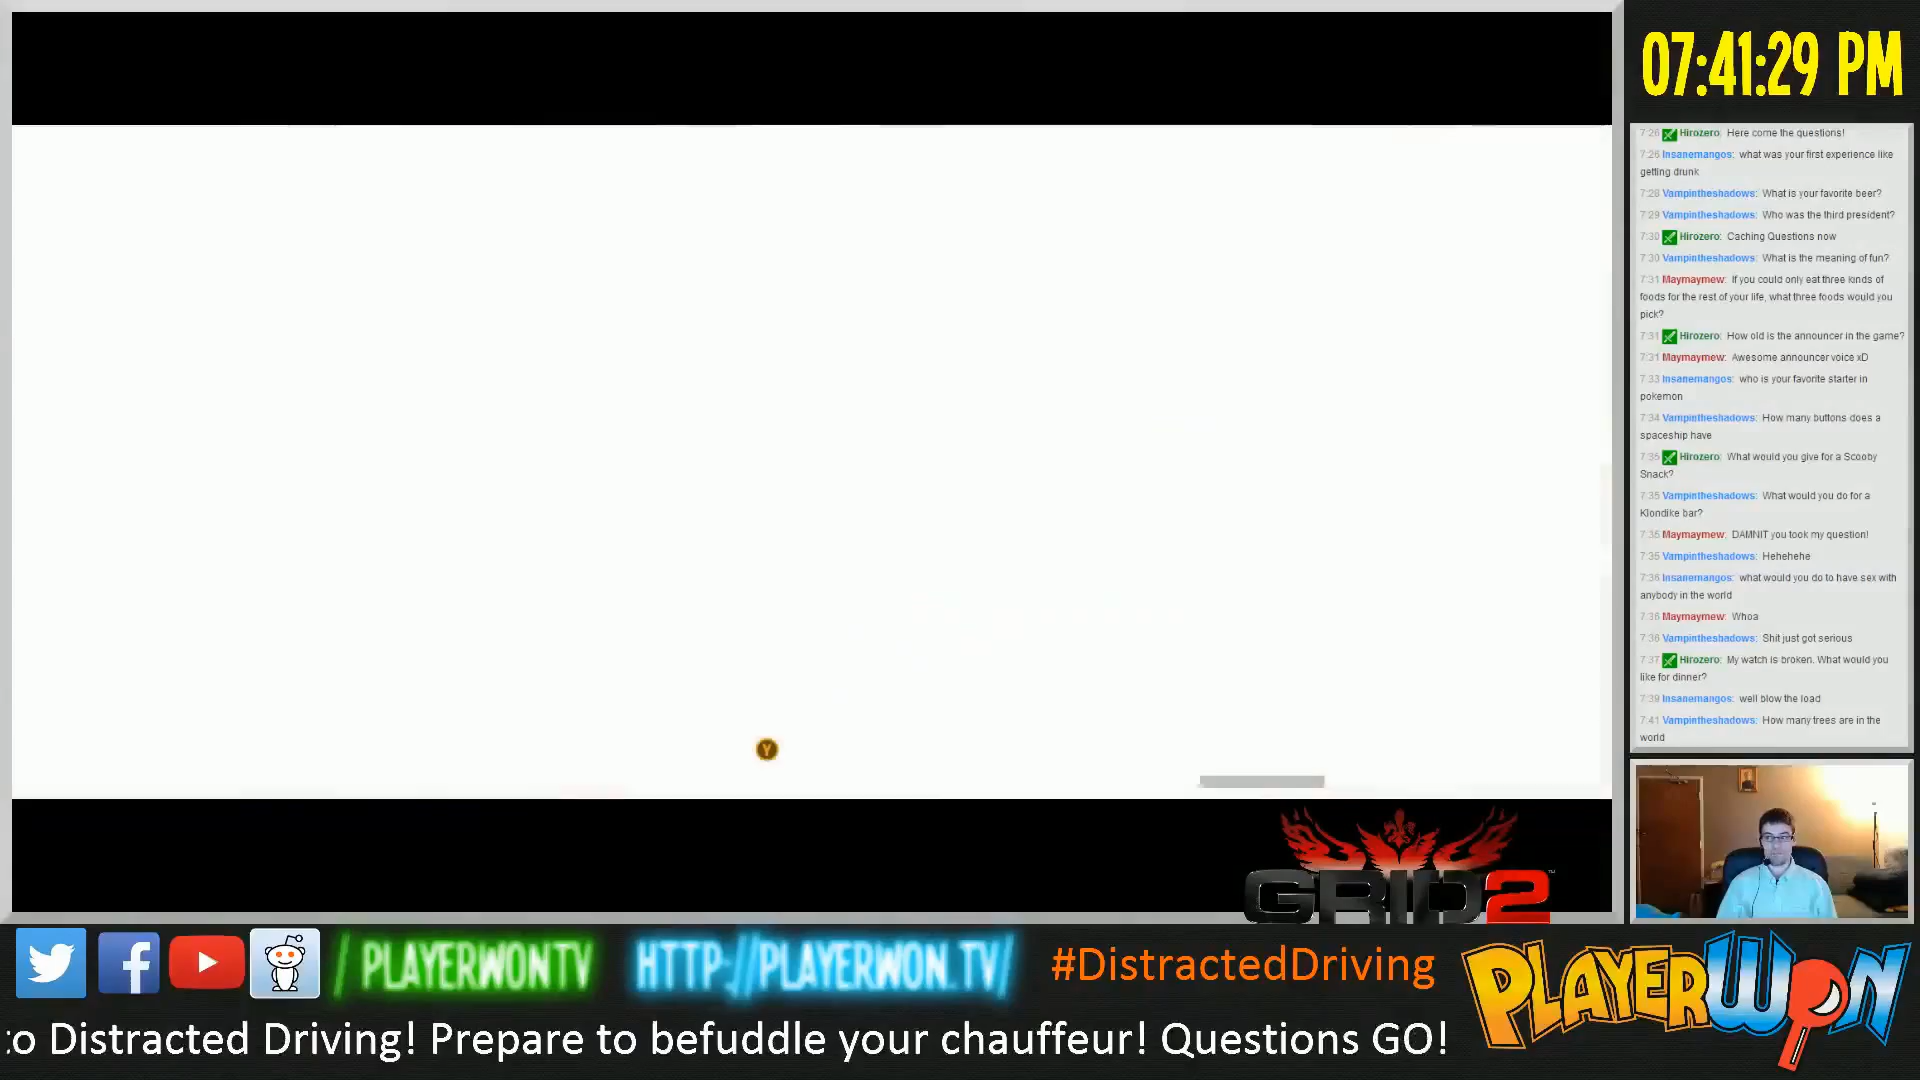 07:41:29 PM
7:26 Hirozero: Here come the questions!
7:26 Insanemangos: what was your first experience like
getting drunk
7:28 Vampintheshadows: What is your favorite beer?
7:29 Vampintheshadows: Who was the third president?
7:30 Hirozero: Caching Questions now
7:30 Vampintheshadows: What is the meaning of fun?
7:31 Maymaymew: If you could only eat three kinds of
foods for the rest of your life, what three foods would you
pick?
7:31 Hirozero: How old is the announcer in the game?
7:31 Maymaymew: Awesome announcer voice xD
7:33 Insanemangos: who is your favorite starter in
pokemon
7:34 Vampintheshadows: How many buttons does a
spaceship have
7:35 Hirozero: What would you give for a Scooby
Snack?
7:35 Vampintheshadows: What would you do for a
Klondike bar?
7:35 Maymaymew: DAMNIT you took my question!
7:35 Vampintheshadows: Hehehehe
7:36 Insanemangos: what would you do to have sex with
anybody in the world
7:36 Maymaymew: Whoa
7:36 Vampintheshadows: Shit just got serious
7:37 Hirozero: My watch is broken. What would you
like for dinner?
7:39 Insanemangos: well blow the load
7:41 Vampintheshadows: How many trees are in the
world
Y
GRID 2
/PLAYERWONTV HTTP://PLAYERWON.TV/ #DistractedDriving
PLAYERWON
:o Distracted Driving! Prepare to befuddle your chauffeur! Questions GO!